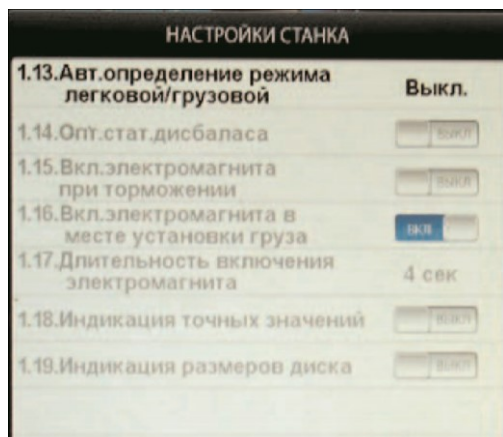 НАСТРОЙКИ СТАНКА
1.13.Авт.определение режима
легковой/грузовой
Выкл.
1.14.Опт.стат.дисбаласа
ВЫКЛ
1.15.Вкл.электромагнита
при торможении
ВЫКЛ
1.16.Вкл.электромагнита в
месте установки груза
ВКЛ
1.17.Длительность включения
электромагнита
4 сек
1.18.Индикация точных значений
ВЫКЛ
1.19.Индикация размеров диска
ВЫКЛ